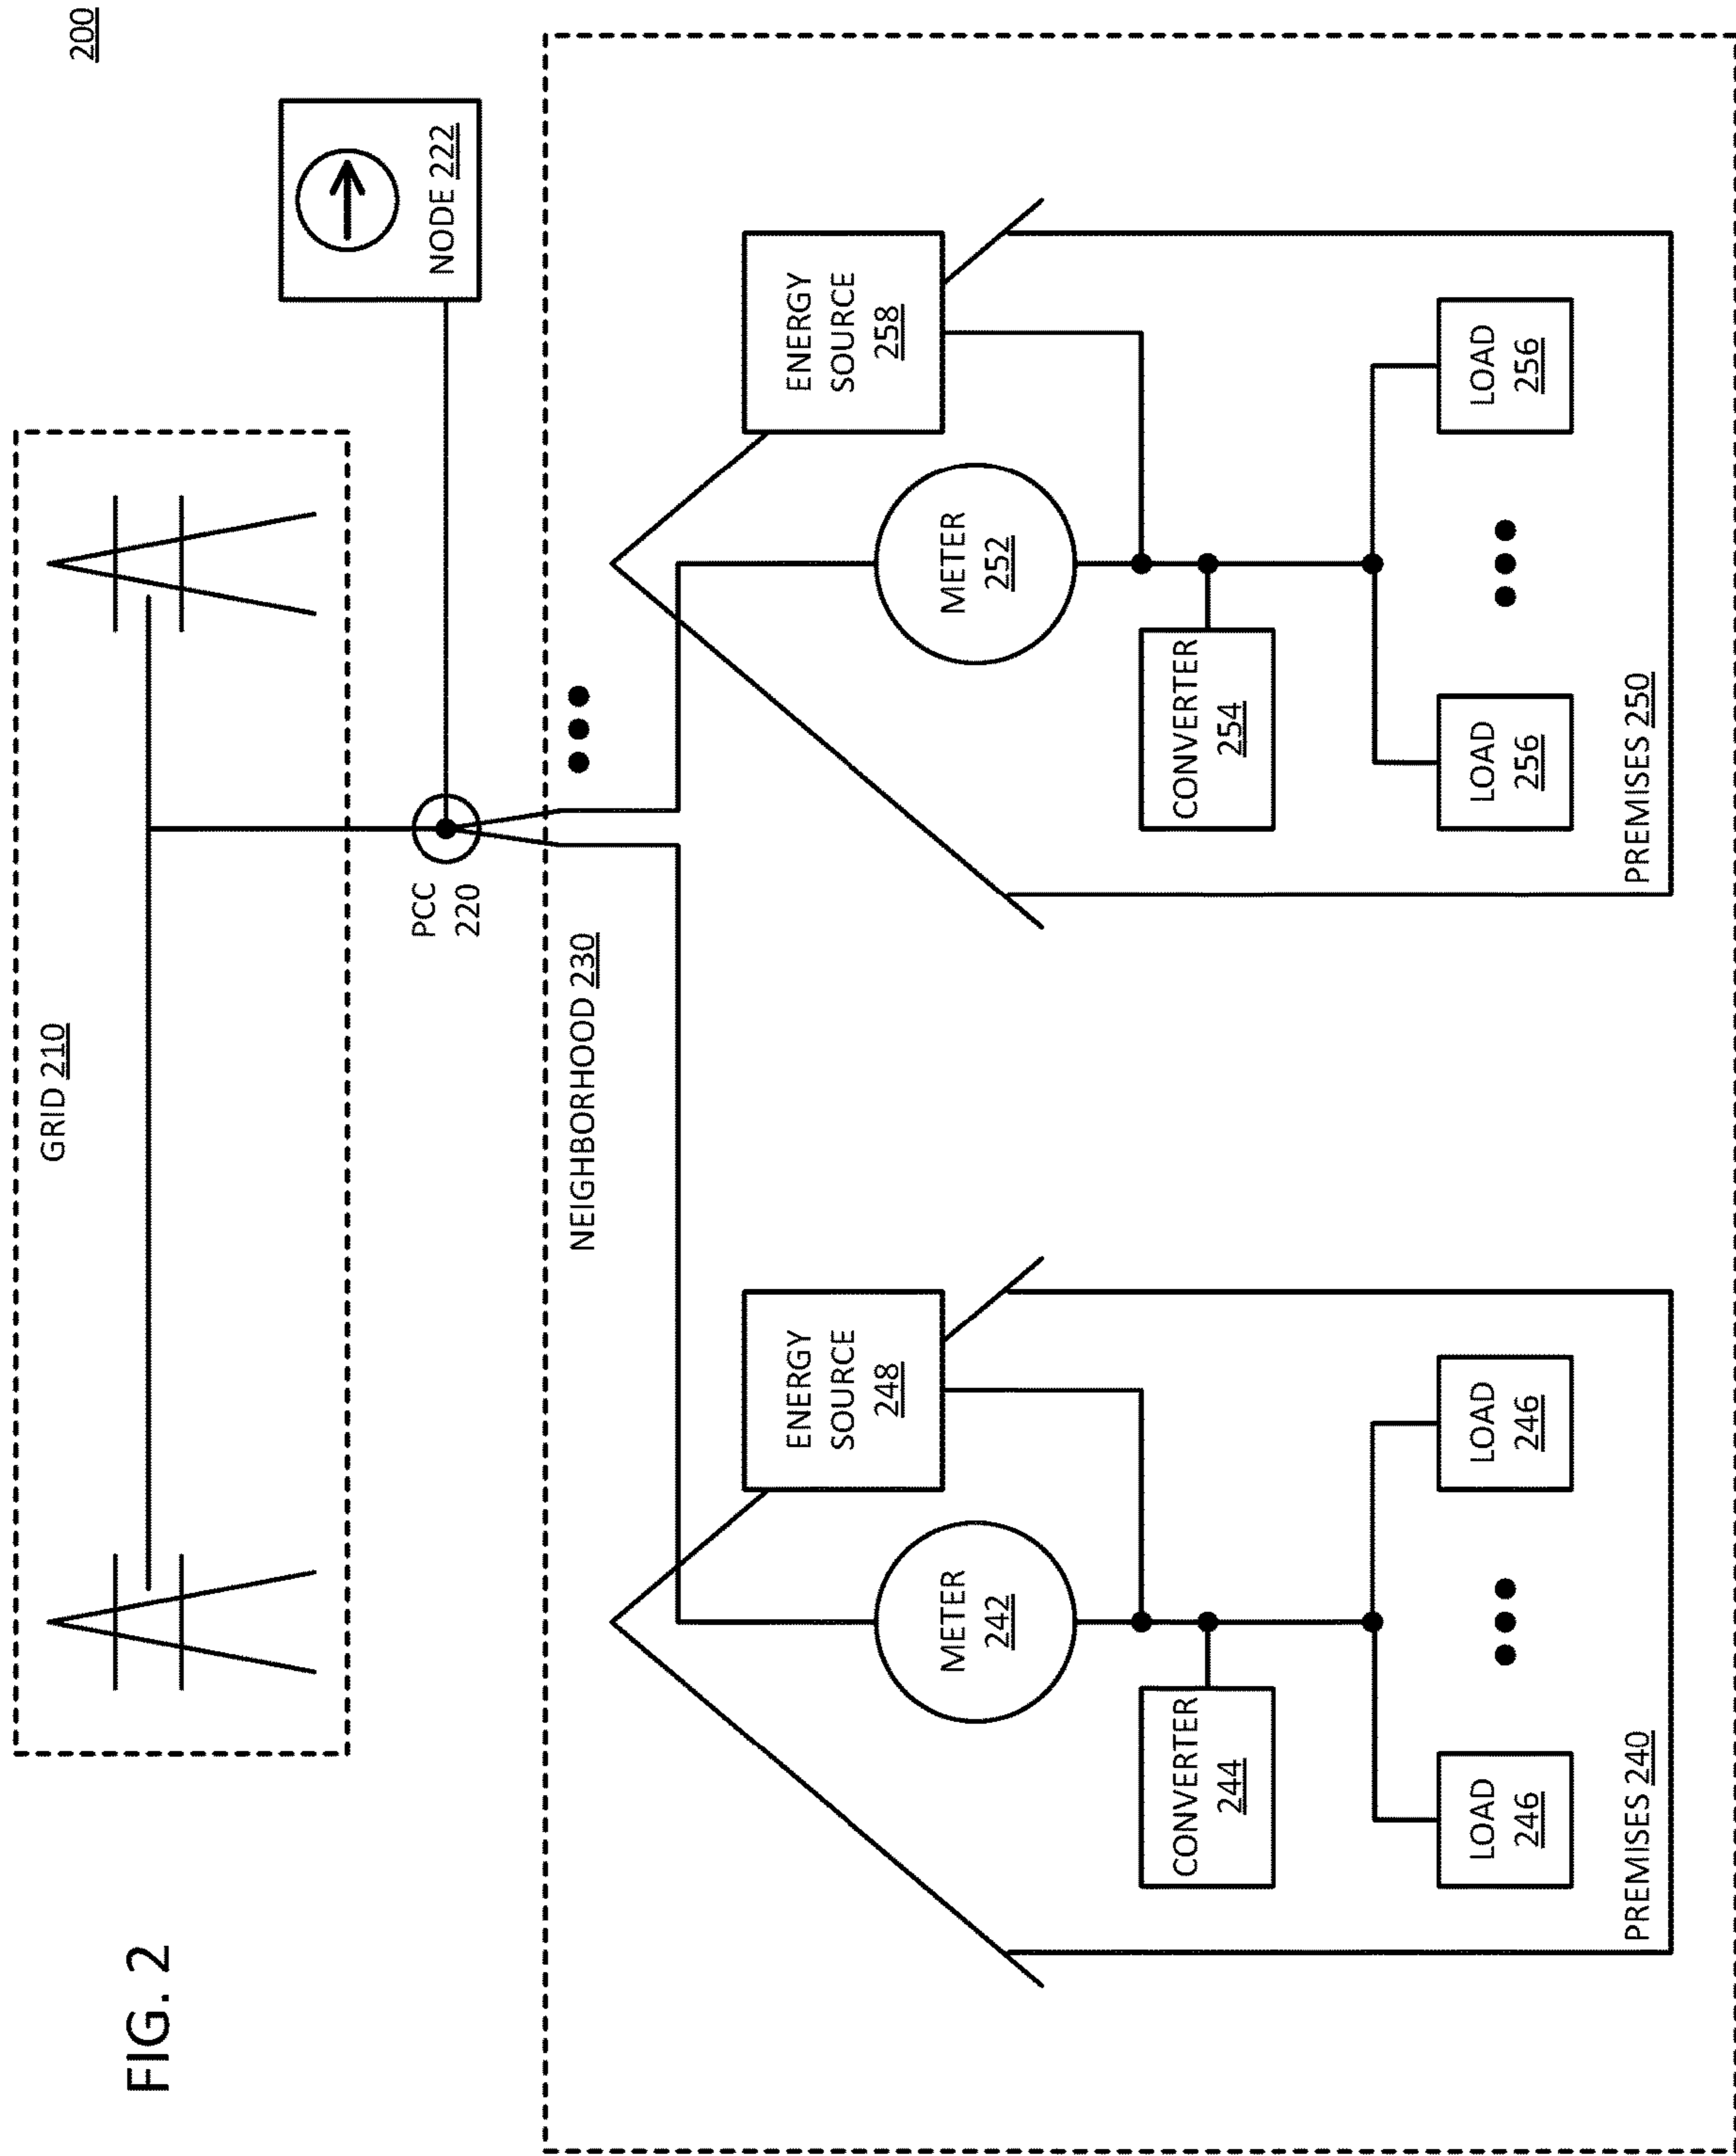 FIG. 2
200
GRID 210
NODE 222
PCC
220
NEIGHBORHOOD 230
ENERGY
SOURCE
248
METER
242
CONVERTER
244
LOAD
246
LOAD
246
PREMISES 240
ENERGY
SOURCE
258
METER
252
CONVERTER
254
LOAD
256
LOAD
256
PREMISES 250